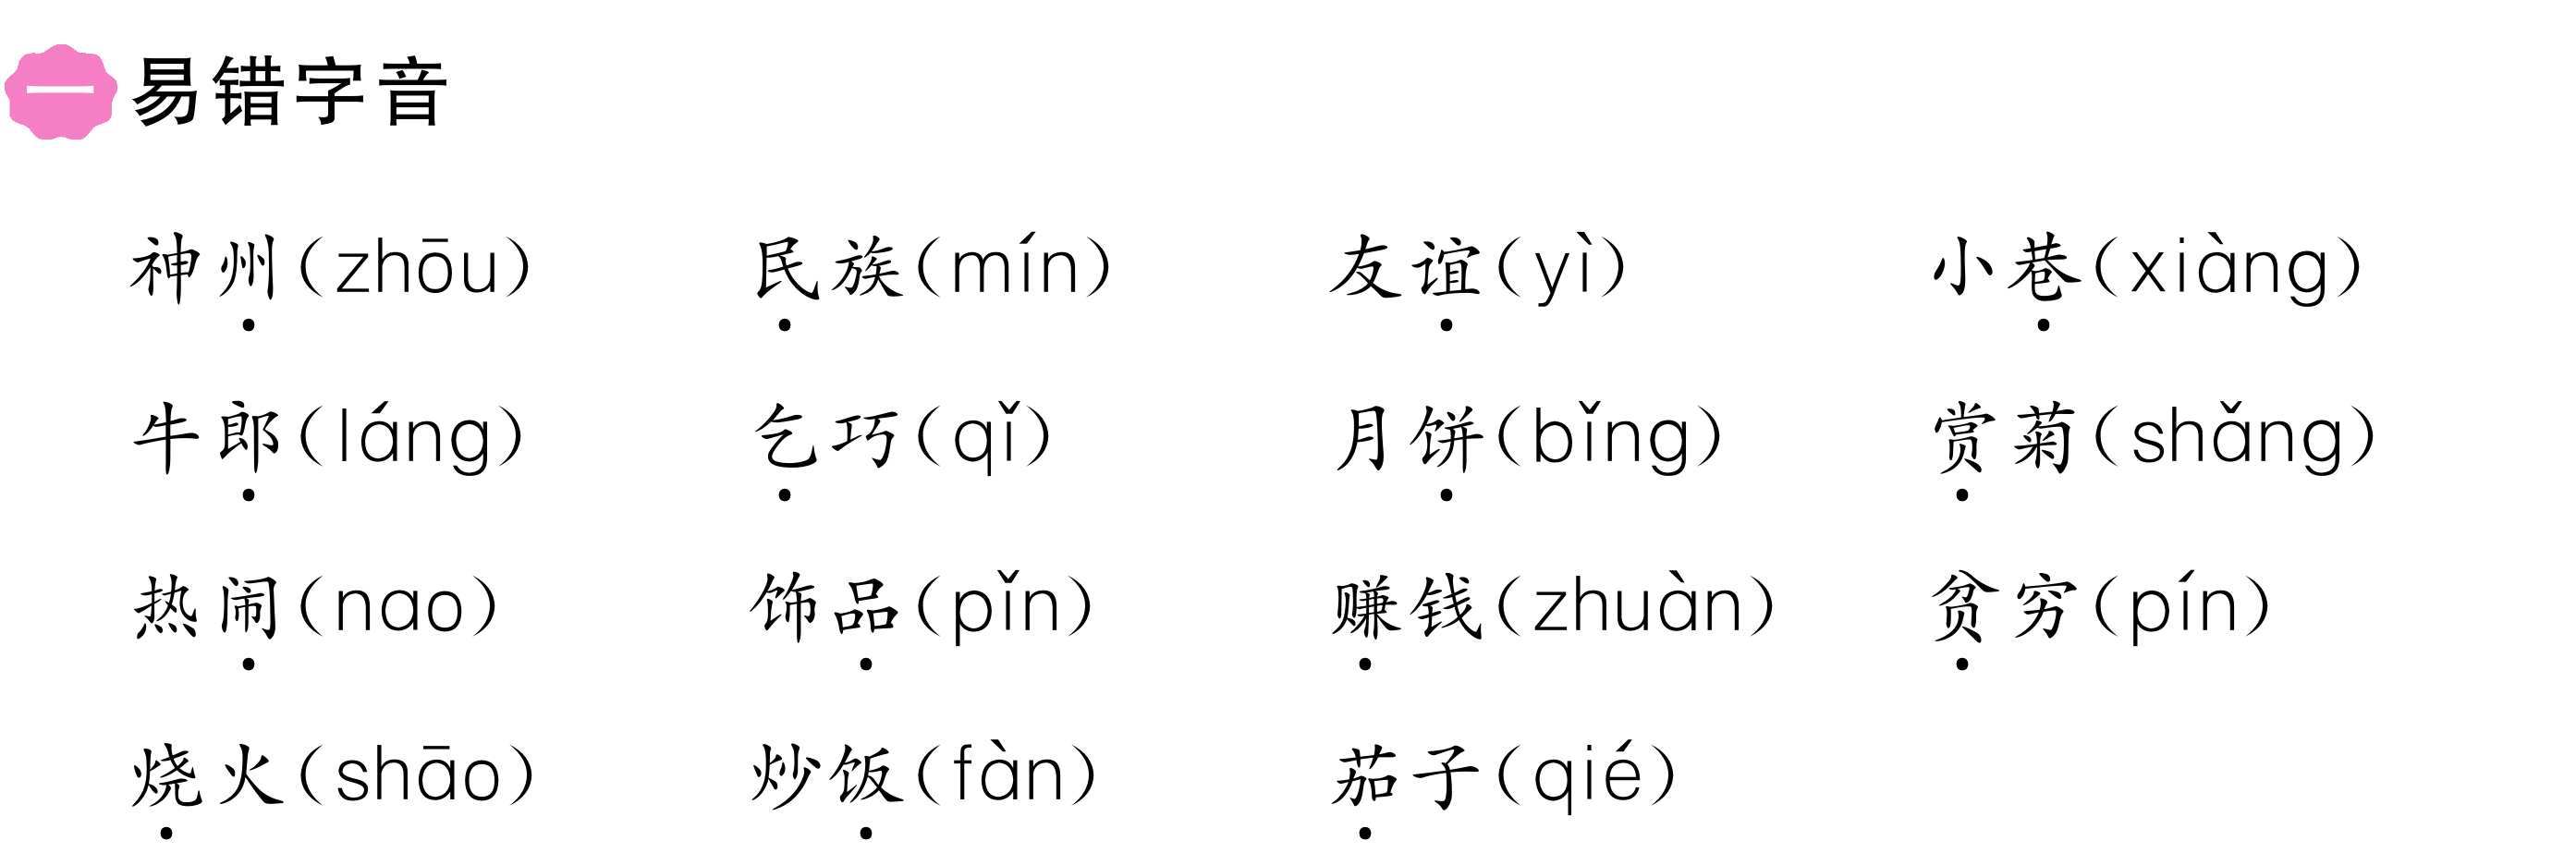 一 易错字音
神州(zhōu) 民族(mín) 友谊(yì) 小巷(xiàng)
牛郎(láng) 乞巧(qǐ) 月饼(bǐng) 赏菊(shǎng)
热闹(nao) 饰品(pǐn) 赚钱(zhuàn) 贫穷(pín)
烧火(shāo) 炒饭(fàn) 茄子(qié)